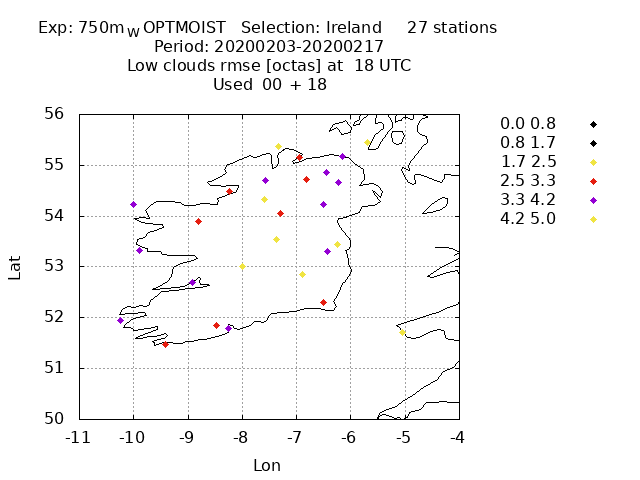 Exp: 750m_W OPTMOIST Selection: Ireland 27 stations
Period: 20200203-20200217
Low clouds rmse [octas] at 18 UTC
Used 00 + 18
56
55
54
53
52
51
50
-11 -10 -9 -8 -7 -6 -5 -4
Lat
Lon
0.0 0.8
0.8 1.7
1.7 2.5
2.5 3.3
3.3 4.2
4.2 5.0